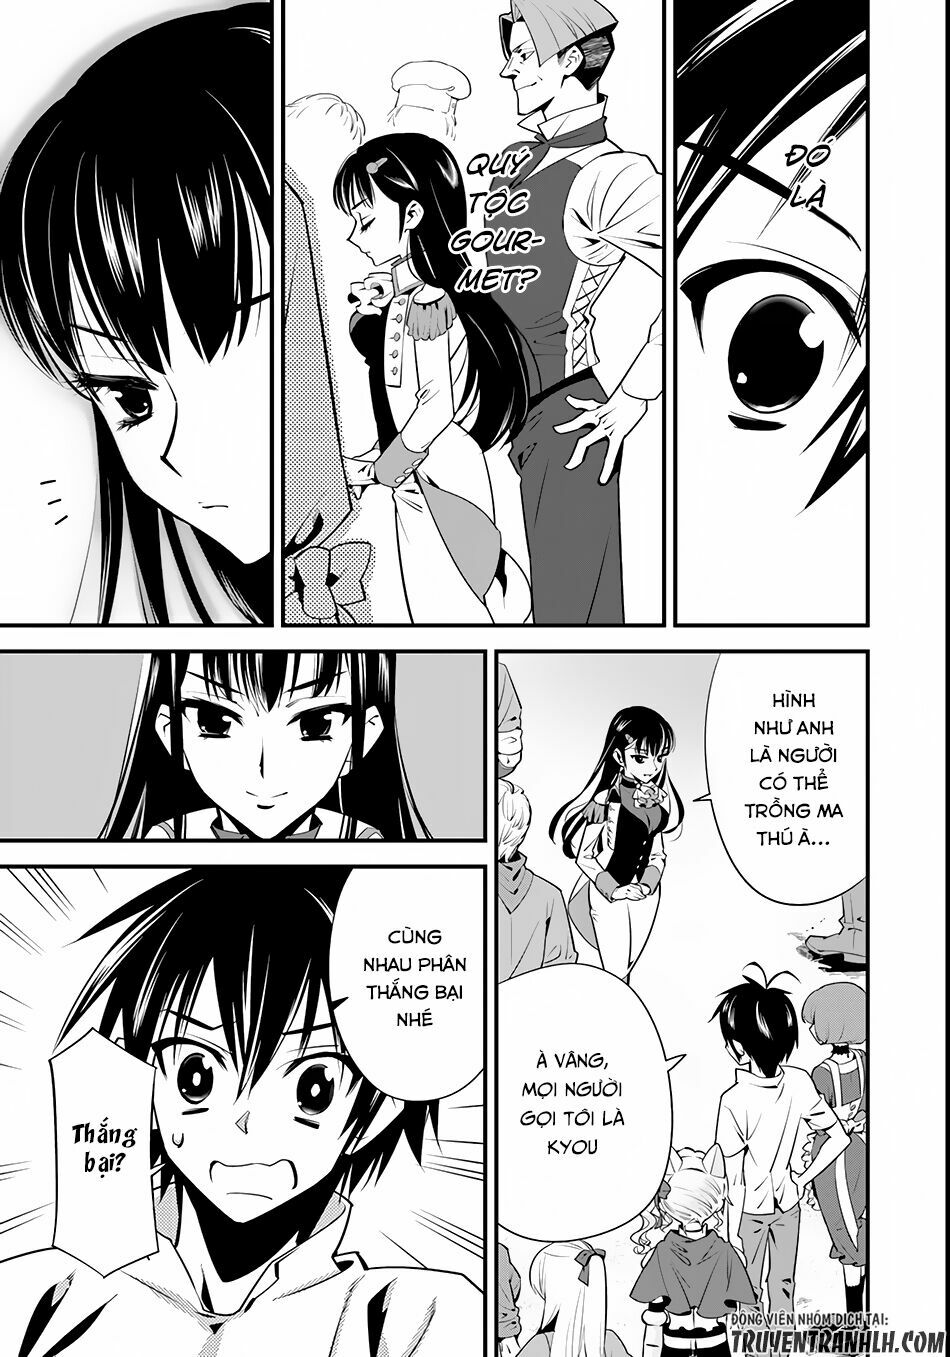 ĐÓ
LÀ
QUÝ
TỘC
GOUR-
MET?
HÌNH
NHƯ ANH
LÀ NGƯỜI
CÓ THỂ
TRỒNG MA
THÚ À...
À VÂNG,
MỌI NGƯỜI
GỌI TÔI LÀ
KYOU
CÙNG
NHAU PHÂN
THẮNG BẠI
NHÉ
Thắng
bại?
ĐỘNG VIÊN NHÓM DỊCH TẠI:
TRUYENTRANHLH.COM